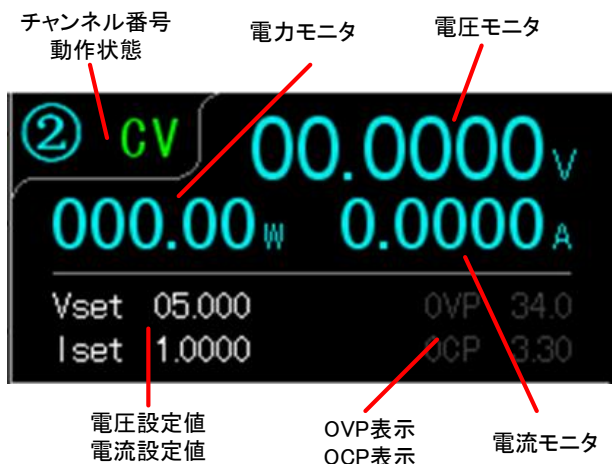 チャンネル番号
動作状態
電力モニタ
電圧モニタ
② CV
00.0000 V
000.00 W
0.0000 A
Vset 05.000
OVP 34.0
Iset 1.0000
OCP 3.30
電圧設定値
電流設定値
OVP表示
OCP表示
電流モニタ